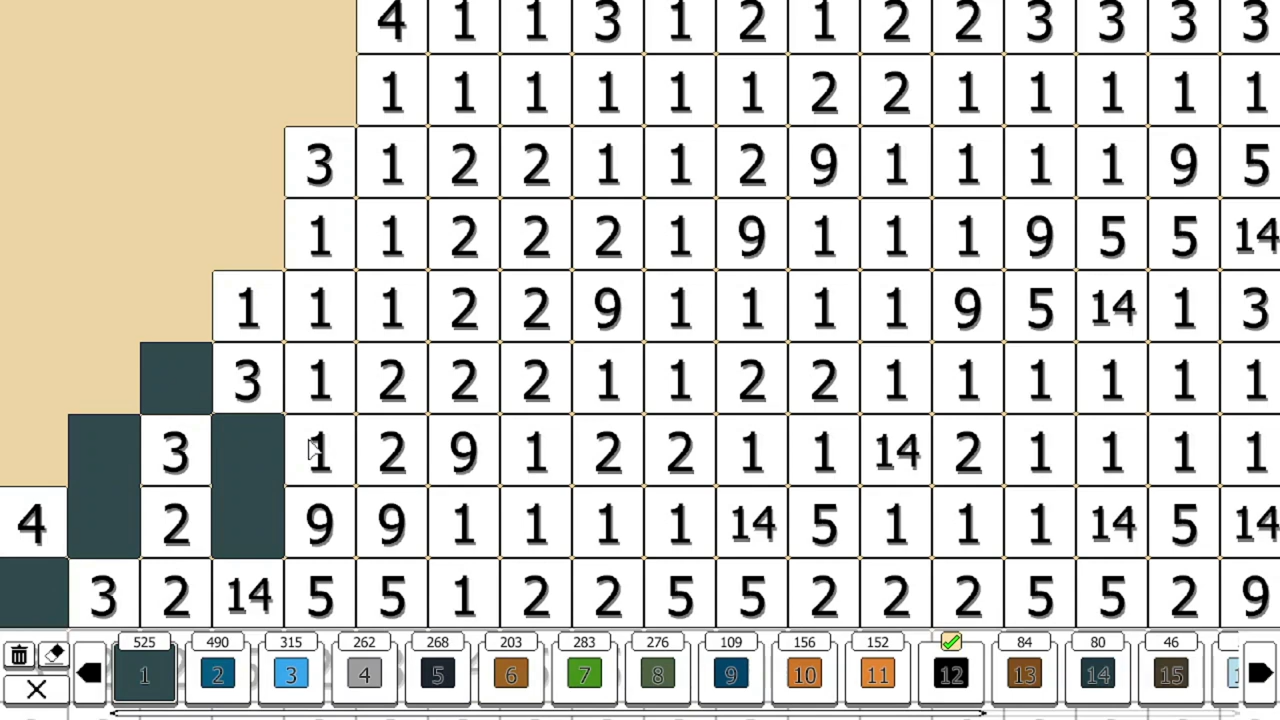 4 1 1 3 1 2 1 2 2 3 3 3 3
1 1 1 1 1 1 2 2 1 1 1 1 1
3 1 2 2 1 1 2 9 1 1 1 1 9 5
1 1 2 2 2 1 9 1 1 1 9 5 5 14
1 1 1 2 2 9 1 1 1 1 9 5 14 1 3
3 1 2 2 2 1 1 2 2 1 1 1 1 1 1
3 1 2 9 1 2 2 1 1 14 2 1 1 1 1
4 2 9 9 1 1 1 1 14 5 1 1 1 14 5 14
3 2 14 5 5 1 2 2 5 5 2 2 2 5 5 2 9
525 490 315 262 268 203 283 276 109 156 152 84 80 46
1 2 3 4 5 6 7 8 9 10 11 12 13 14 15